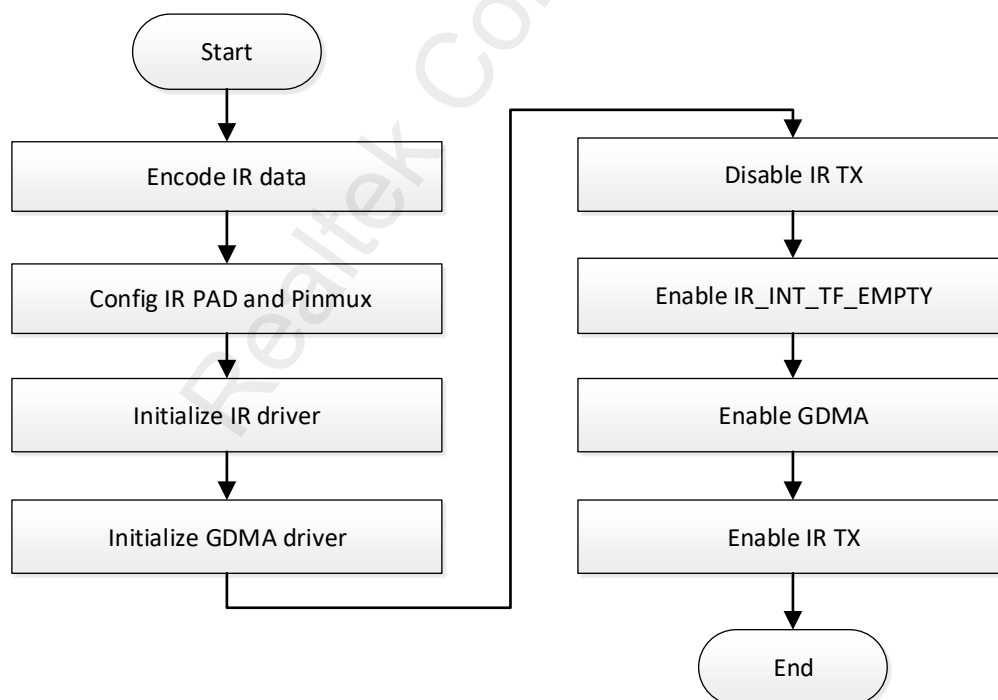 Start
Encode IR data
Config IR PAD and Pinmux
Initialize IR driver
Initialize GDMA driver
Disable IR TX
Enable IR_INT_TF_EMPTY
Enable GDMA
Enable IR TX
End
Realtek